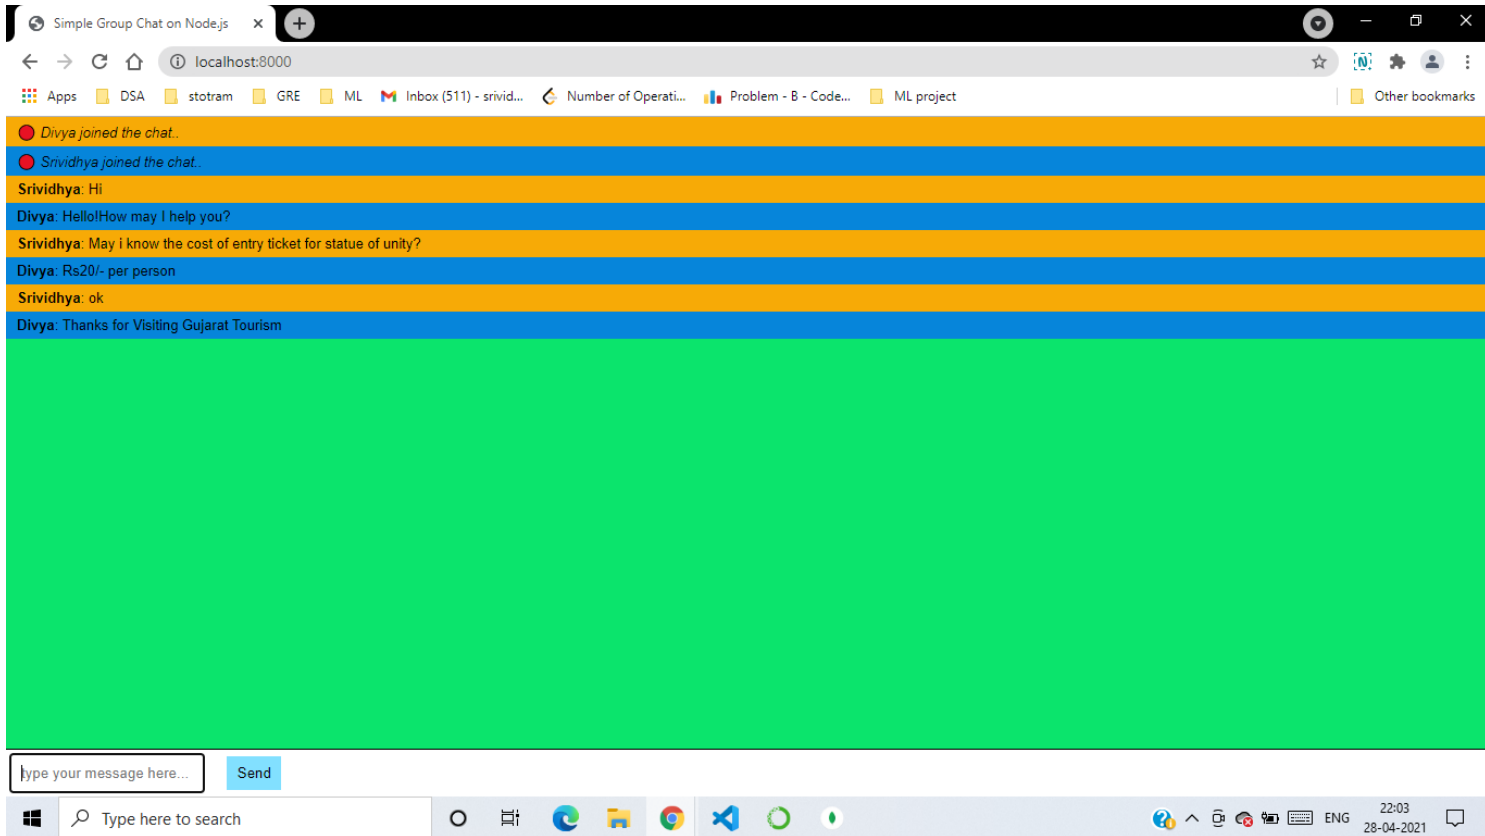 Simple Group Chat on Node.js
localhost:8000
Apps DSA stotram GRE ML Inbox (511) - srivid... Number of Operati... Problem - B - Code... ML project Other bookmarks
Divya joined the chat..
Srividhya joined the chat..
Srividhya: Hi
Divya: Hello!How may I help you?
Srividhya: May i know the cost of entry ticket for statue of unity?
Divya: Rs20/- per person
Srividhya: ok
Divya: Thanks for Visiting Gujarat Tourism
type your message here... Send
Type here to search ENG 22:03
28-04-2021